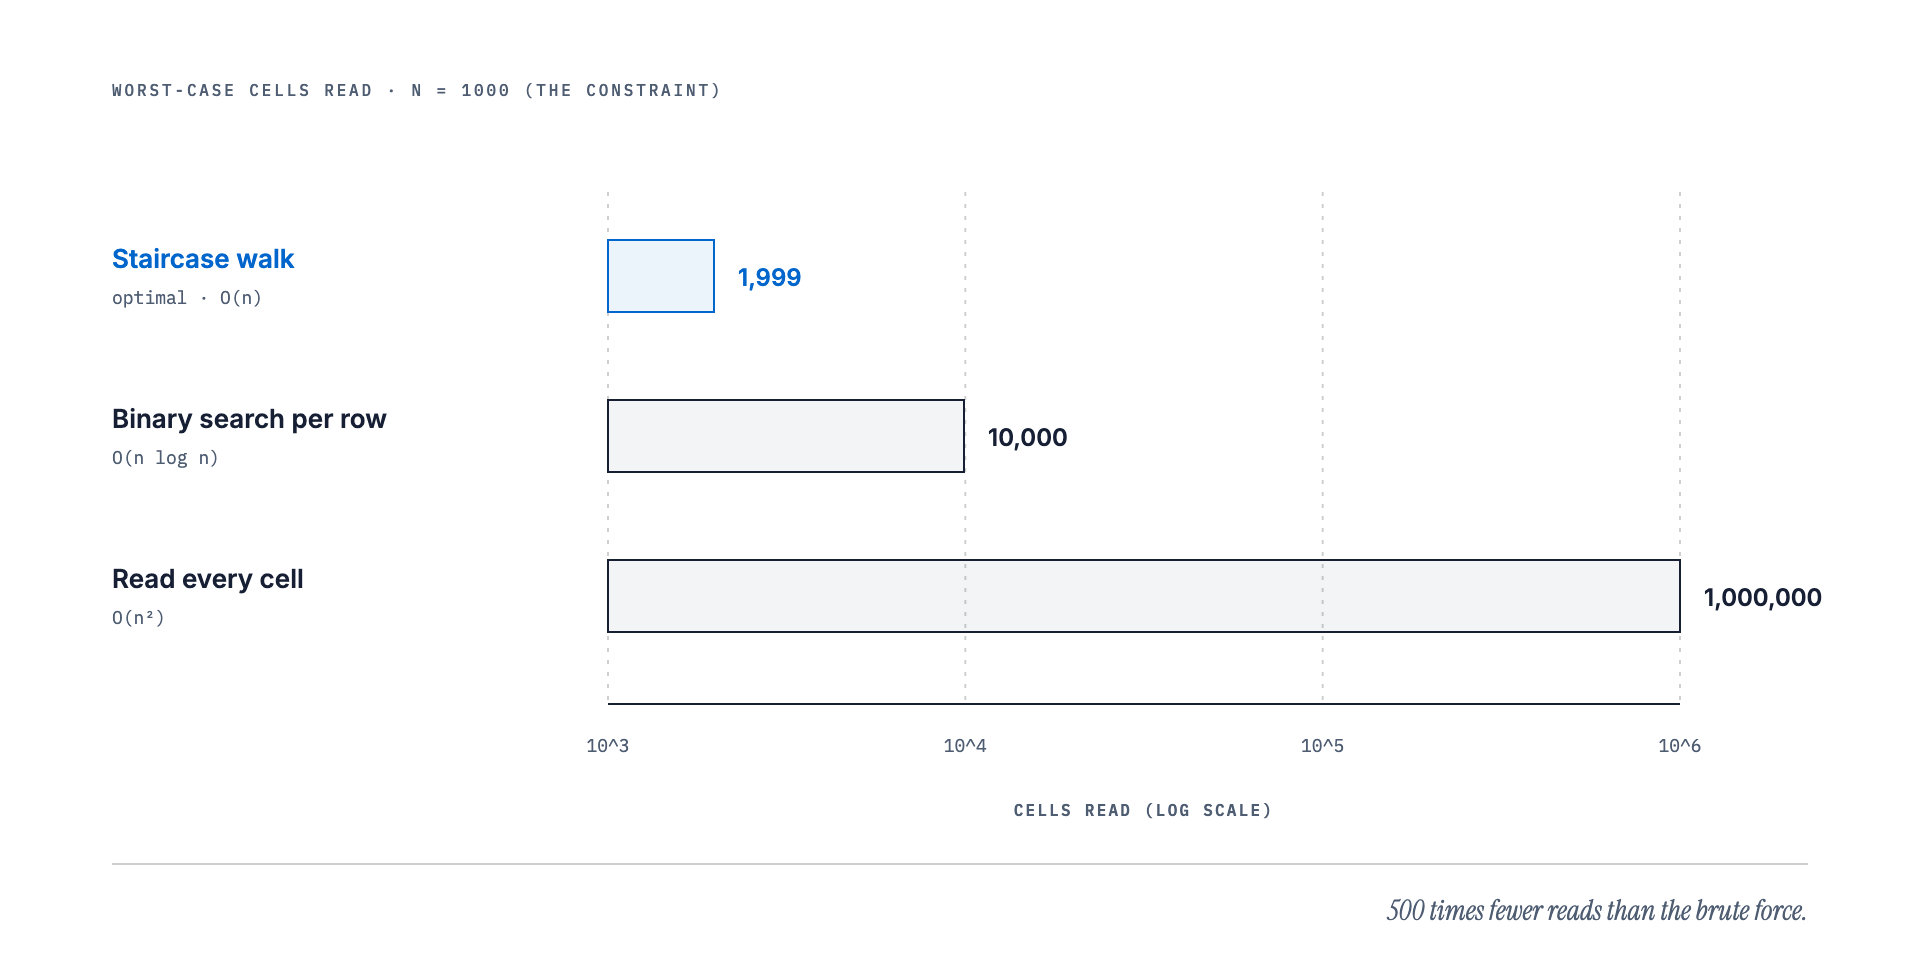 WORST-CASE CELLS READ · N = 1000 (THE CONSTRAINT)
Staircase walk
optimal · O(n)
1,999
Binary search per row
O(n log n)
10,000
Read every cell
O(n²)
1,000,000
10^3 10^4 10^5 10^6
CELLS READ (LOG SCALE)
500 times fewer reads than the brute force.